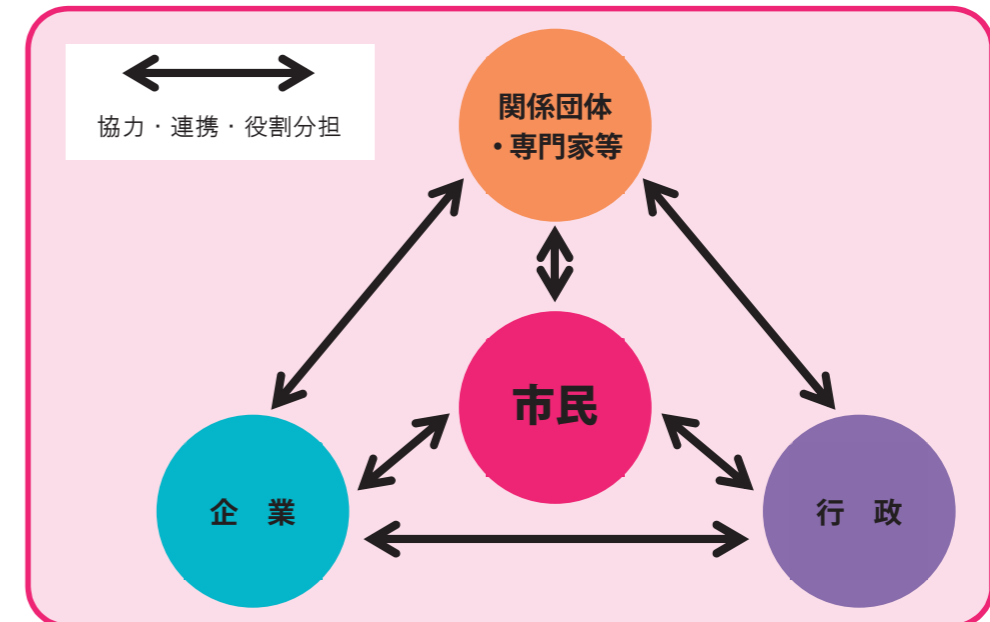 協力・連携・役割分担
関係団体
・専門家等
市民
企　業
行　政